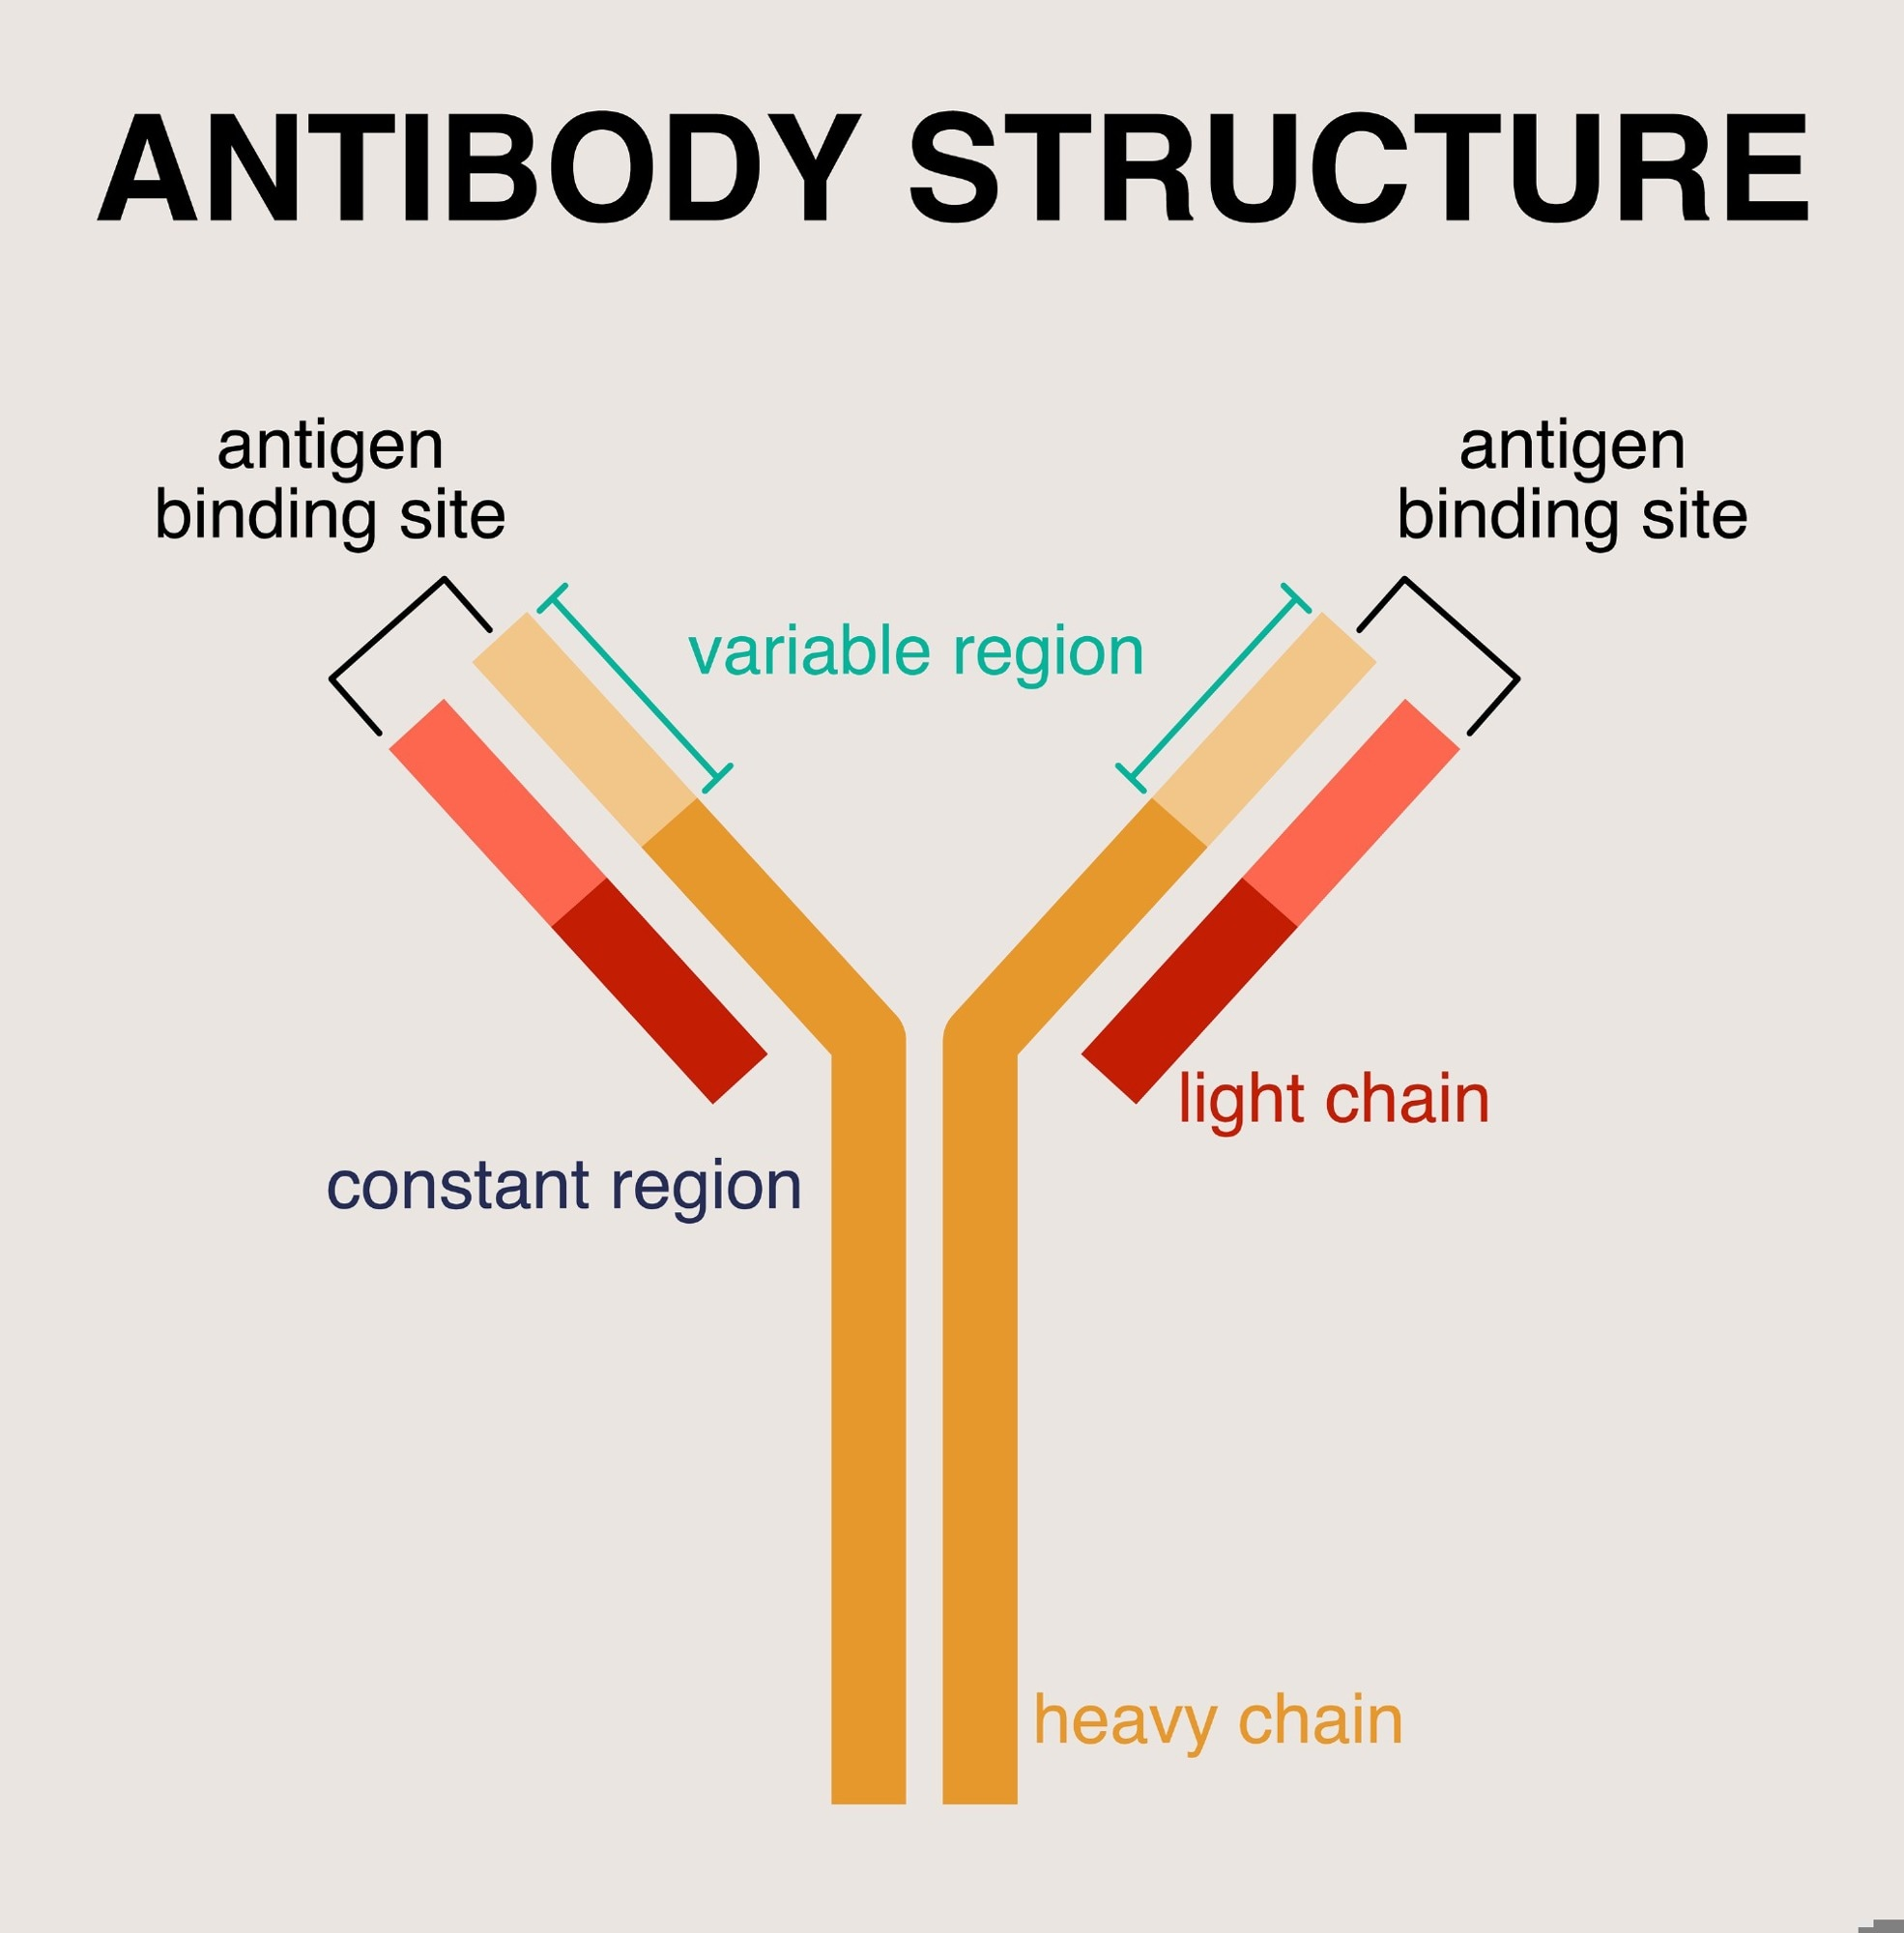 ANTIBODY STRUCTURE
antigen
binding site
antigen
binding site
variable region
light chain
constant region
heavy chain